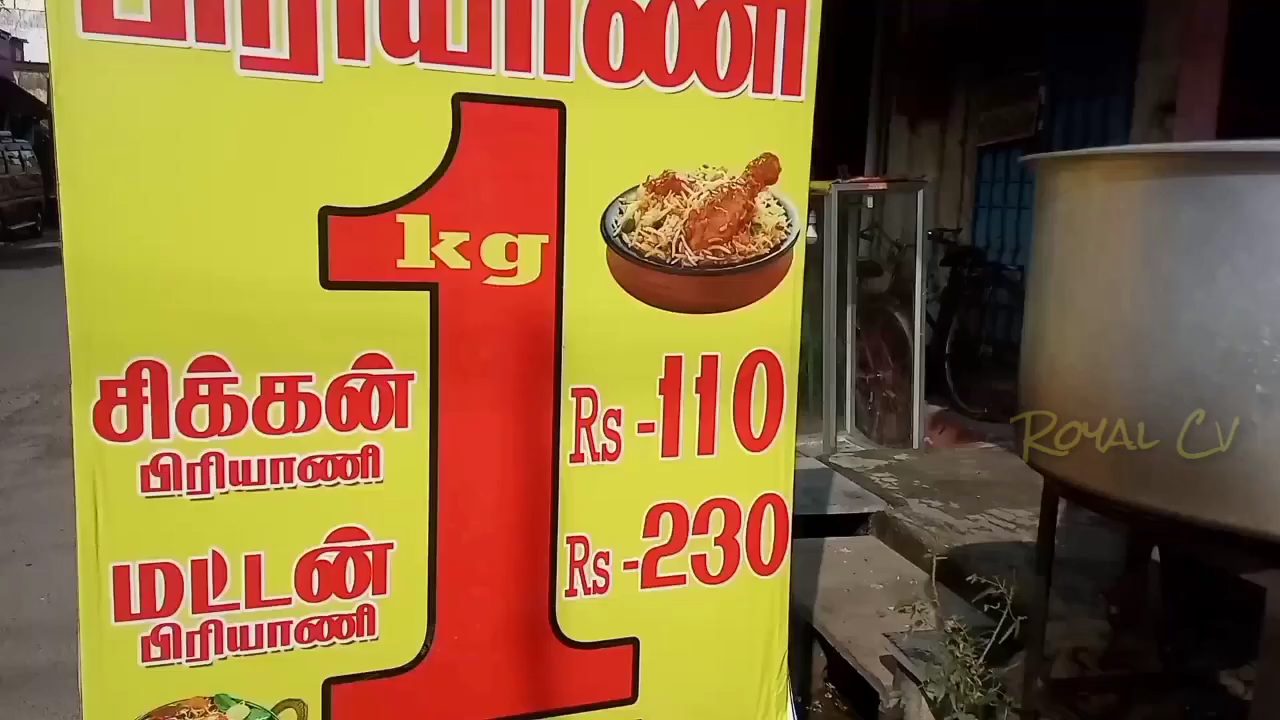 பிரியாணி
1
kg
சிக்கன்
பிரியாணி
Rs -110
மட்டன்
பிரியாணி
Rs -230
ROYAL CV